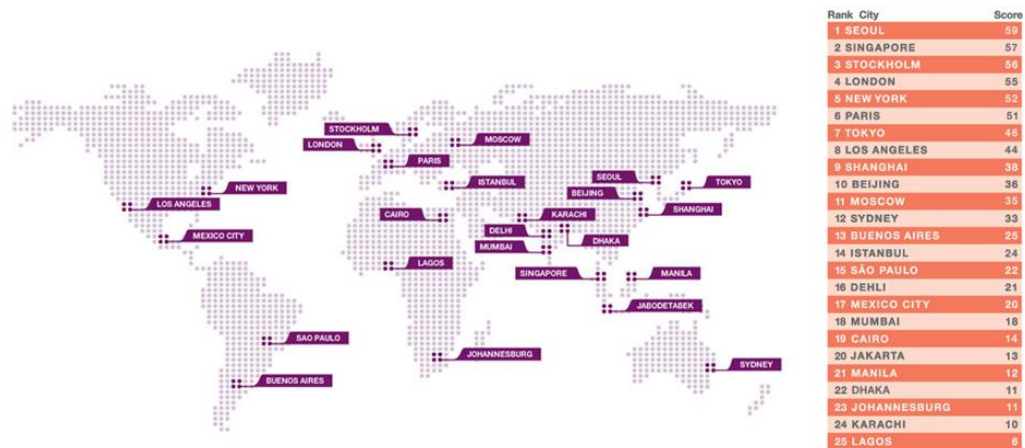 STOCKHOLM
MOSCOW
LONDON
PARIS
ISTANBUL
SEOUL
TOKYO
NEW YORK
BEIJING
LOS ANGELES
SHANGHAI
CAIRO
KARACHI
DELHI
MEXICO CITY
DHAKA
MUMBAI
LAGOS
SINGAPORE
MANILA
JABODETABEK
SAO PAULO
JOHANNESBURG
SYDNEY
BUENOS AIRES
Rank City Score
1 SEOUL 59
2 SINGAPORE 57
3 STOCKHOLM 56
4 LONDON 55
5 NEW YORK 52
6 PARIS 51
7 TOKYO 46
8 LOS ANGELES 44
9 SHANGHAI 38
10 BEIJING 36
11 MOSCOW 35
12 SYDNEY 33
13 BUENOS AIRES 25
14 ISTANBUL 24
15 SÃO PAULO 22
16 DEHLI 21
17 MEXICO CITY 20
18 MUMBAI 18
19 CAIRO 14
20 JAKARTA 13
21 MANILA 12
22 DHAKA 11
23 JOHANNESBURG 11
24 KARACHI 10
25 LAGOS 6